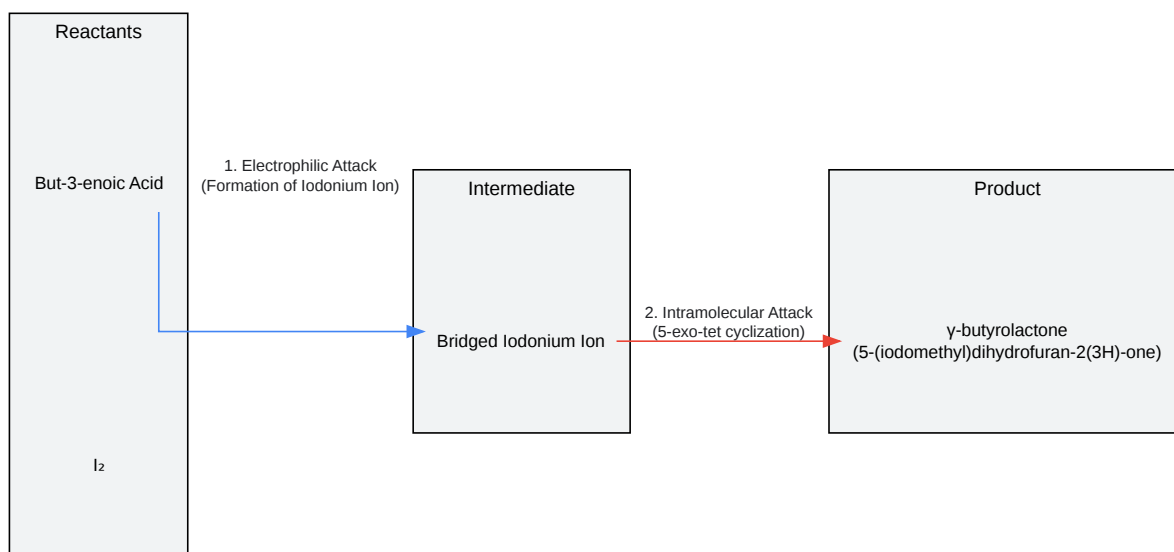 Reactants
But-3-enoic Acid
I₂
1. Electrophilic Attack
(Formation of Iodonium Ion)
Intermediate
Bridged Iodonium Ion
2. Intramolecular Attack
(5-exo-tet cyclization)
Product
γ-butyrolactone
(5-(iodomethyl)dihydrofuran-2(3H)-one)